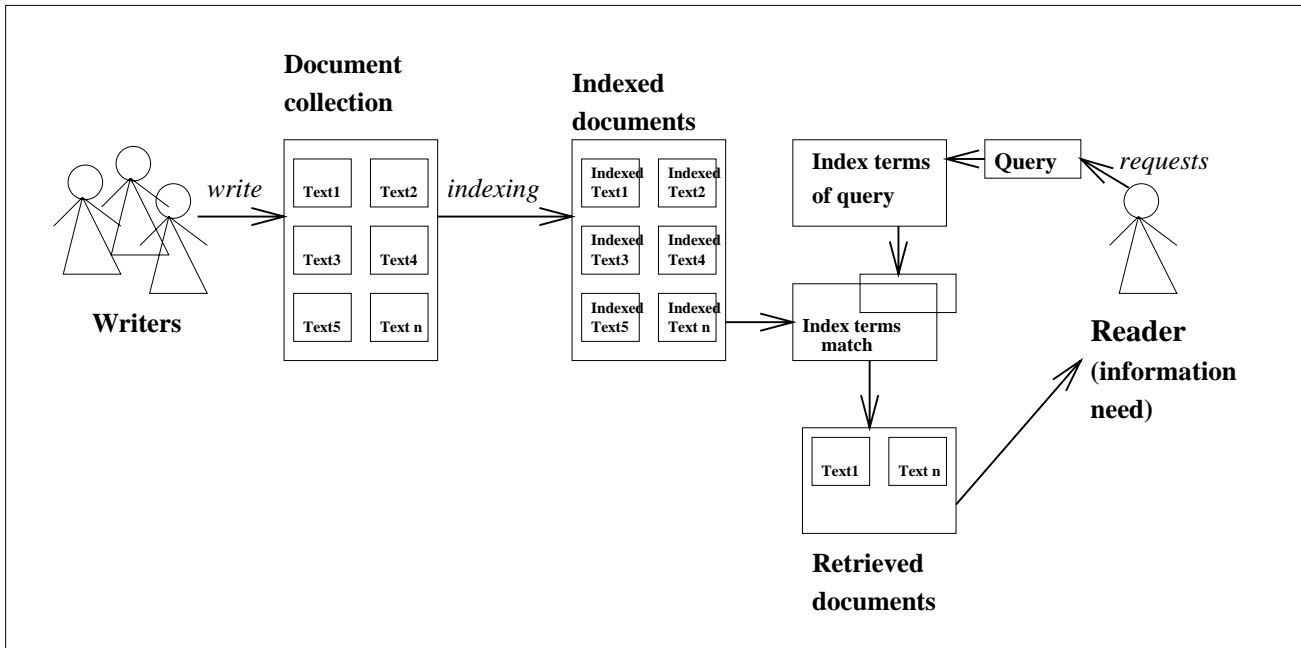 Document
collection
Indexed
documents
write
indexing
Text1
Text2
Text3
Text4
Text5
Text n
Indexed
Text1
Indexed
Text2
Indexed
Text3
Indexed
Text4
Indexed
Text5
Indexed
Text n
Writers
Index terms
of query
Query
requests
Index terms
match
Reader
(information
need)
Text1
Text n
Retrieved
documents